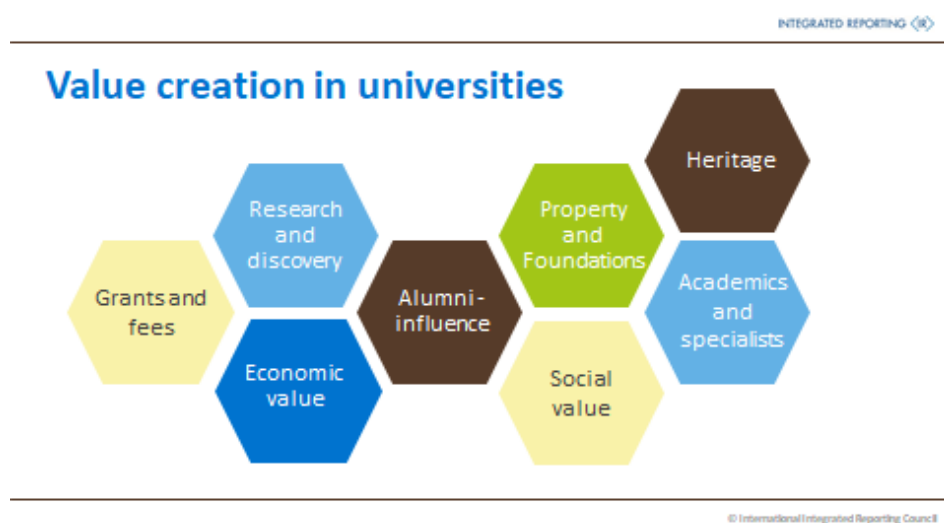 INTEGRATED REPORTING <IR>
Value creation in universities
Heritage
Research
and
discovery
Property
and
Foundations
Grants and
fees
Alumni-
influence
Academics
and
specialists
Economic
value
Social
value
© International Integrated Reporting Council